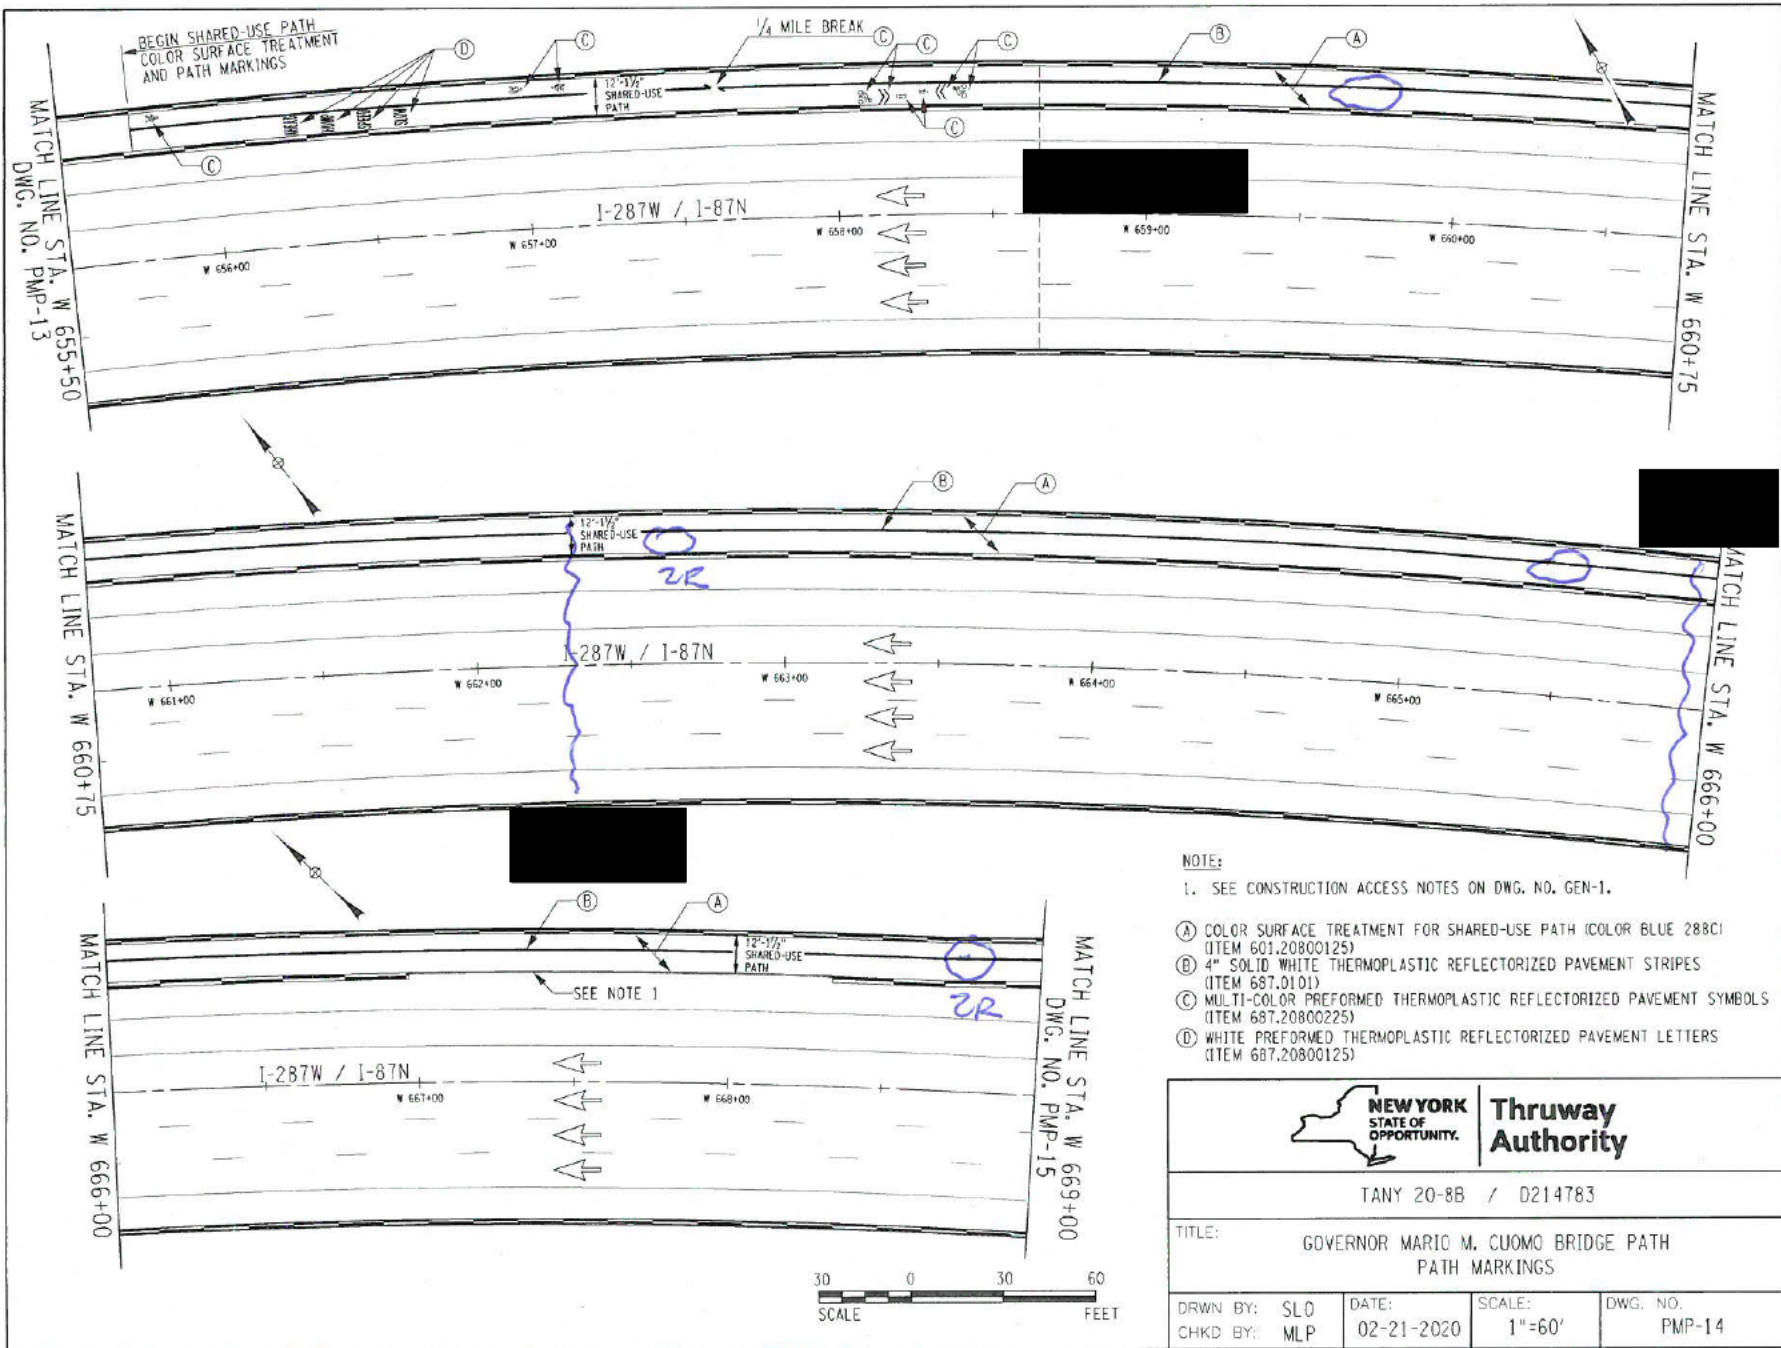 BEGIN SHARED-USE PATH
COLOR SURFACE TREATMENT
AND PATH MARKINGS
D
C
1/4 MILE BREAK
C
C
C
B
A
12'-1½"
SHARED-USE
PATH
AHEAD
SPEED
SLOW
C
C
MATCH LINE STA. W 655+50
DWG. NO. PMP-13
I-287W / I-87N
W 656+00
W 657+00
W 658+00
W 659+00
W 660+00
MATCH LINE STA. W 660+75
B
A
12'-1½"
SHARED-USE
PATH
2R
MATCH LINE STA. W 660+75
I-287W / I-87N
W 661+00
W 662+00
W 663+00
W 664+00
W 665+00
MATCH LINE STA. W 666+00
B
A
12'-1½"
SHARED-USE
PATH
SEE NOTE 1
2R
MATCH LINE STA. W 666+00
I-287W / I-87N
W 667+00
W 668+00
MATCH LINE STA. W 669+00
DWG. NO. PMP-15
30 0 30 60
SCALE FEET
NOTE:
1. SEE CONSTRUCTION ACCESS NOTES ON DWG. NO. GEN-1.
A COLOR SURFACE TREATMENT FOR SHARED-USE PATH (COLOR BLUE 288C)
(ITEM 601.20800125)
B 4" SOLID WHITE THERMOPLASTIC REFLECTORIZED PAVEMENT STRIPES
(ITEM 687.0101)
C MULTI-COLOR PREFORMED THERMOPLASTIC REFLECTORIZED PAVEMENT SYMBOLS
(ITEM 687.20800225)
D WHITE PREFORMED THERMOPLASTIC REFLECTORIZED PAVEMENT LETTERS
(ITEM 687.20800125)
NEW YORK
STATE OF
OPPORTUNITY.
Thruway
Authority
TANY 20-8B / D214783
TITLE:
GOVERNOR MARIO M. CUOMO BRIDGE PATH
PATH MARKINGS
DRWN BY: SLO
CHKD BY: MLP
DATE:
02-21-2020
SCALE:
1"=60'
DWG. NO.
PMP-14